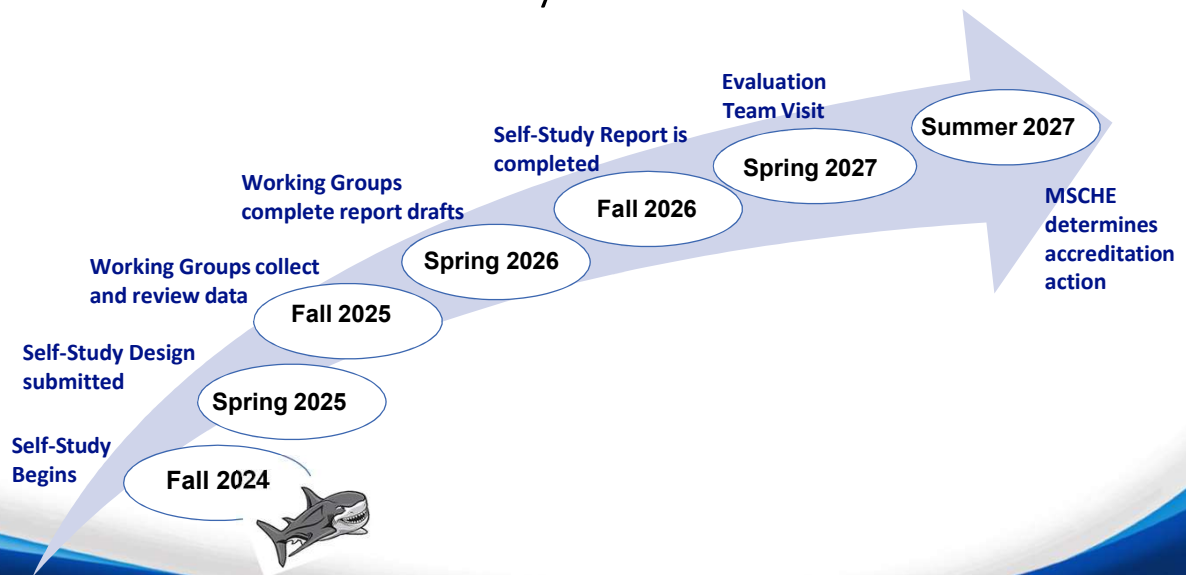 Self-Study
Begins
Fall 2024
Self-Study Design
submitted
Spring 2025
Working Groups collect
and review data
Fall 2025
Working Groups
complete report drafts
Spring 2026
Self-Study Report is
completed
Fall 2026
Evaluation
Team Visit
Spring 2027
Summer 2027
MSCHE
determines
accreditation
action